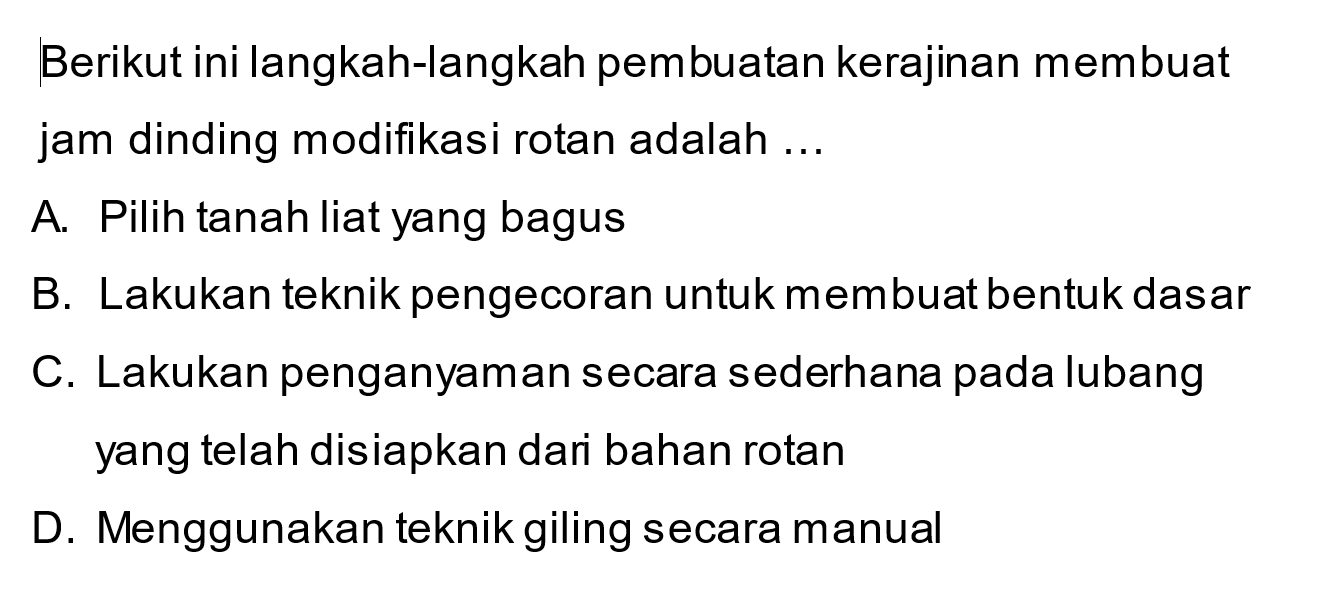 Berikut ini langkah-langkah pembuatan kerajinan membuat
jam dinding modifikasi rotan adalah ...
A. Pilih tanah liat yang bagus
B. Lakukan teknik pengecoran untuk membuat bentuk dasar
C. Lakukan penganyaman secara sederhana pada lubang
yang telah disiapkan dari bahan rotan
D. Menggunakan teknik giling secara manual